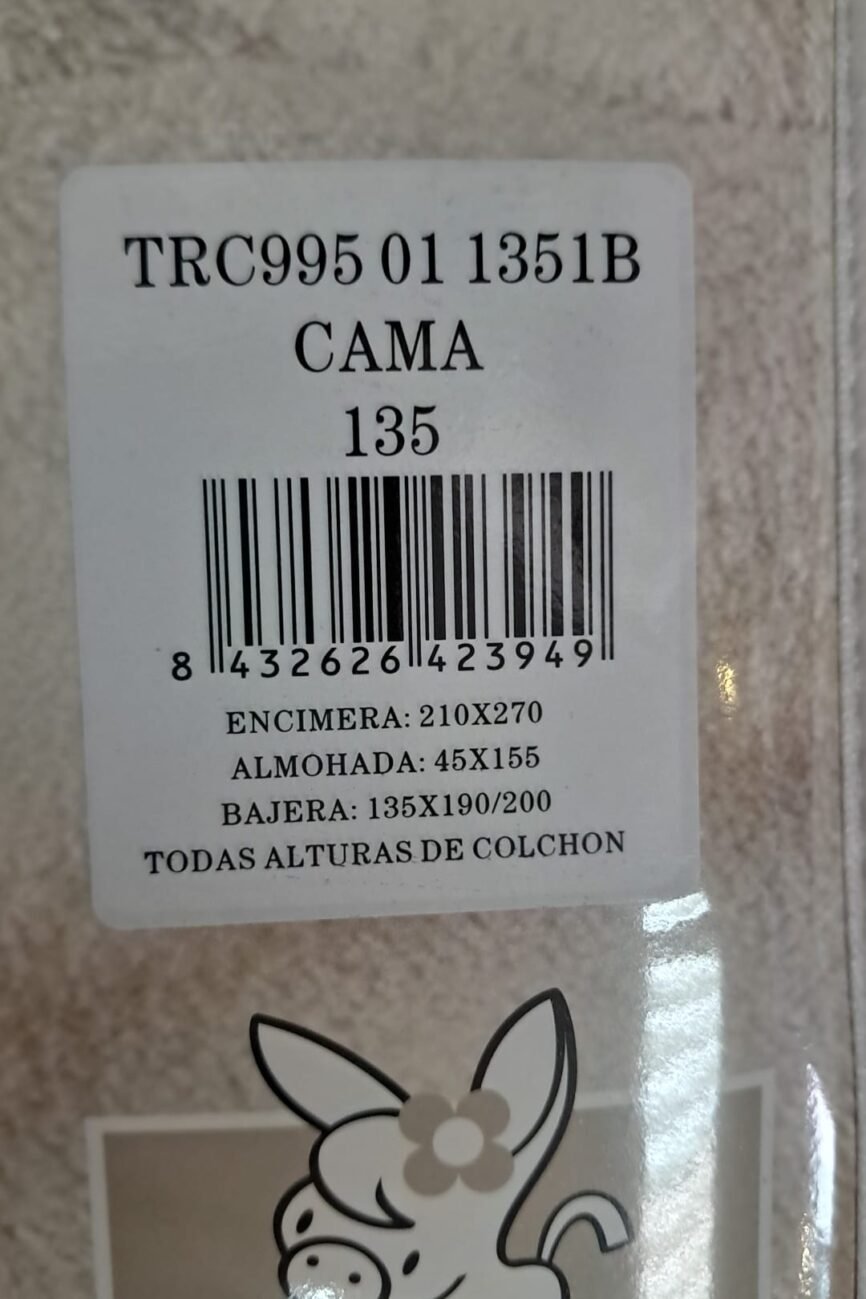 TRC995 01 1351B
CAMA
135
8 432626 423949
ENCIMERA: 210X270
ALMOHADA: 45X155
BAJERA: 135X190/200
TODAS ALTURAS DE COLCHON